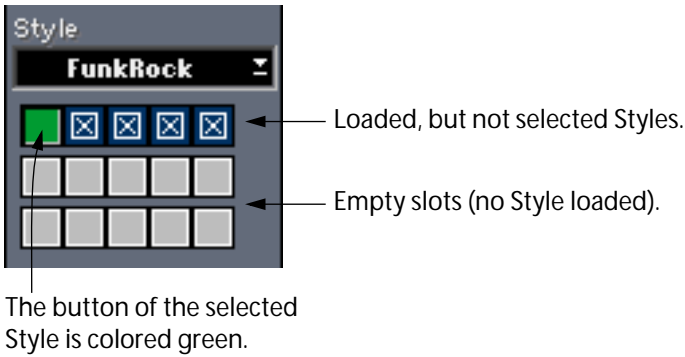 Style
FunkRock
Loaded, but not selected Styles.
Empty slots (no Style loaded).
The button of the selected
Style is colored green.